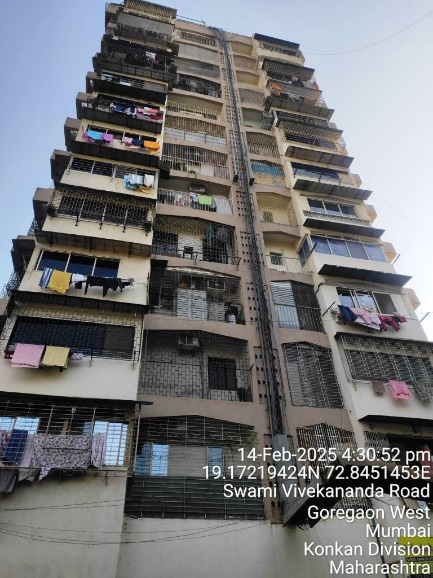 14-Feb-2025 4:30:52 pm
19.17219424N 72.8451453E
Swami Vivekananda Road
Goregaon West
Mumbai
Konkan Division
Maharashtra